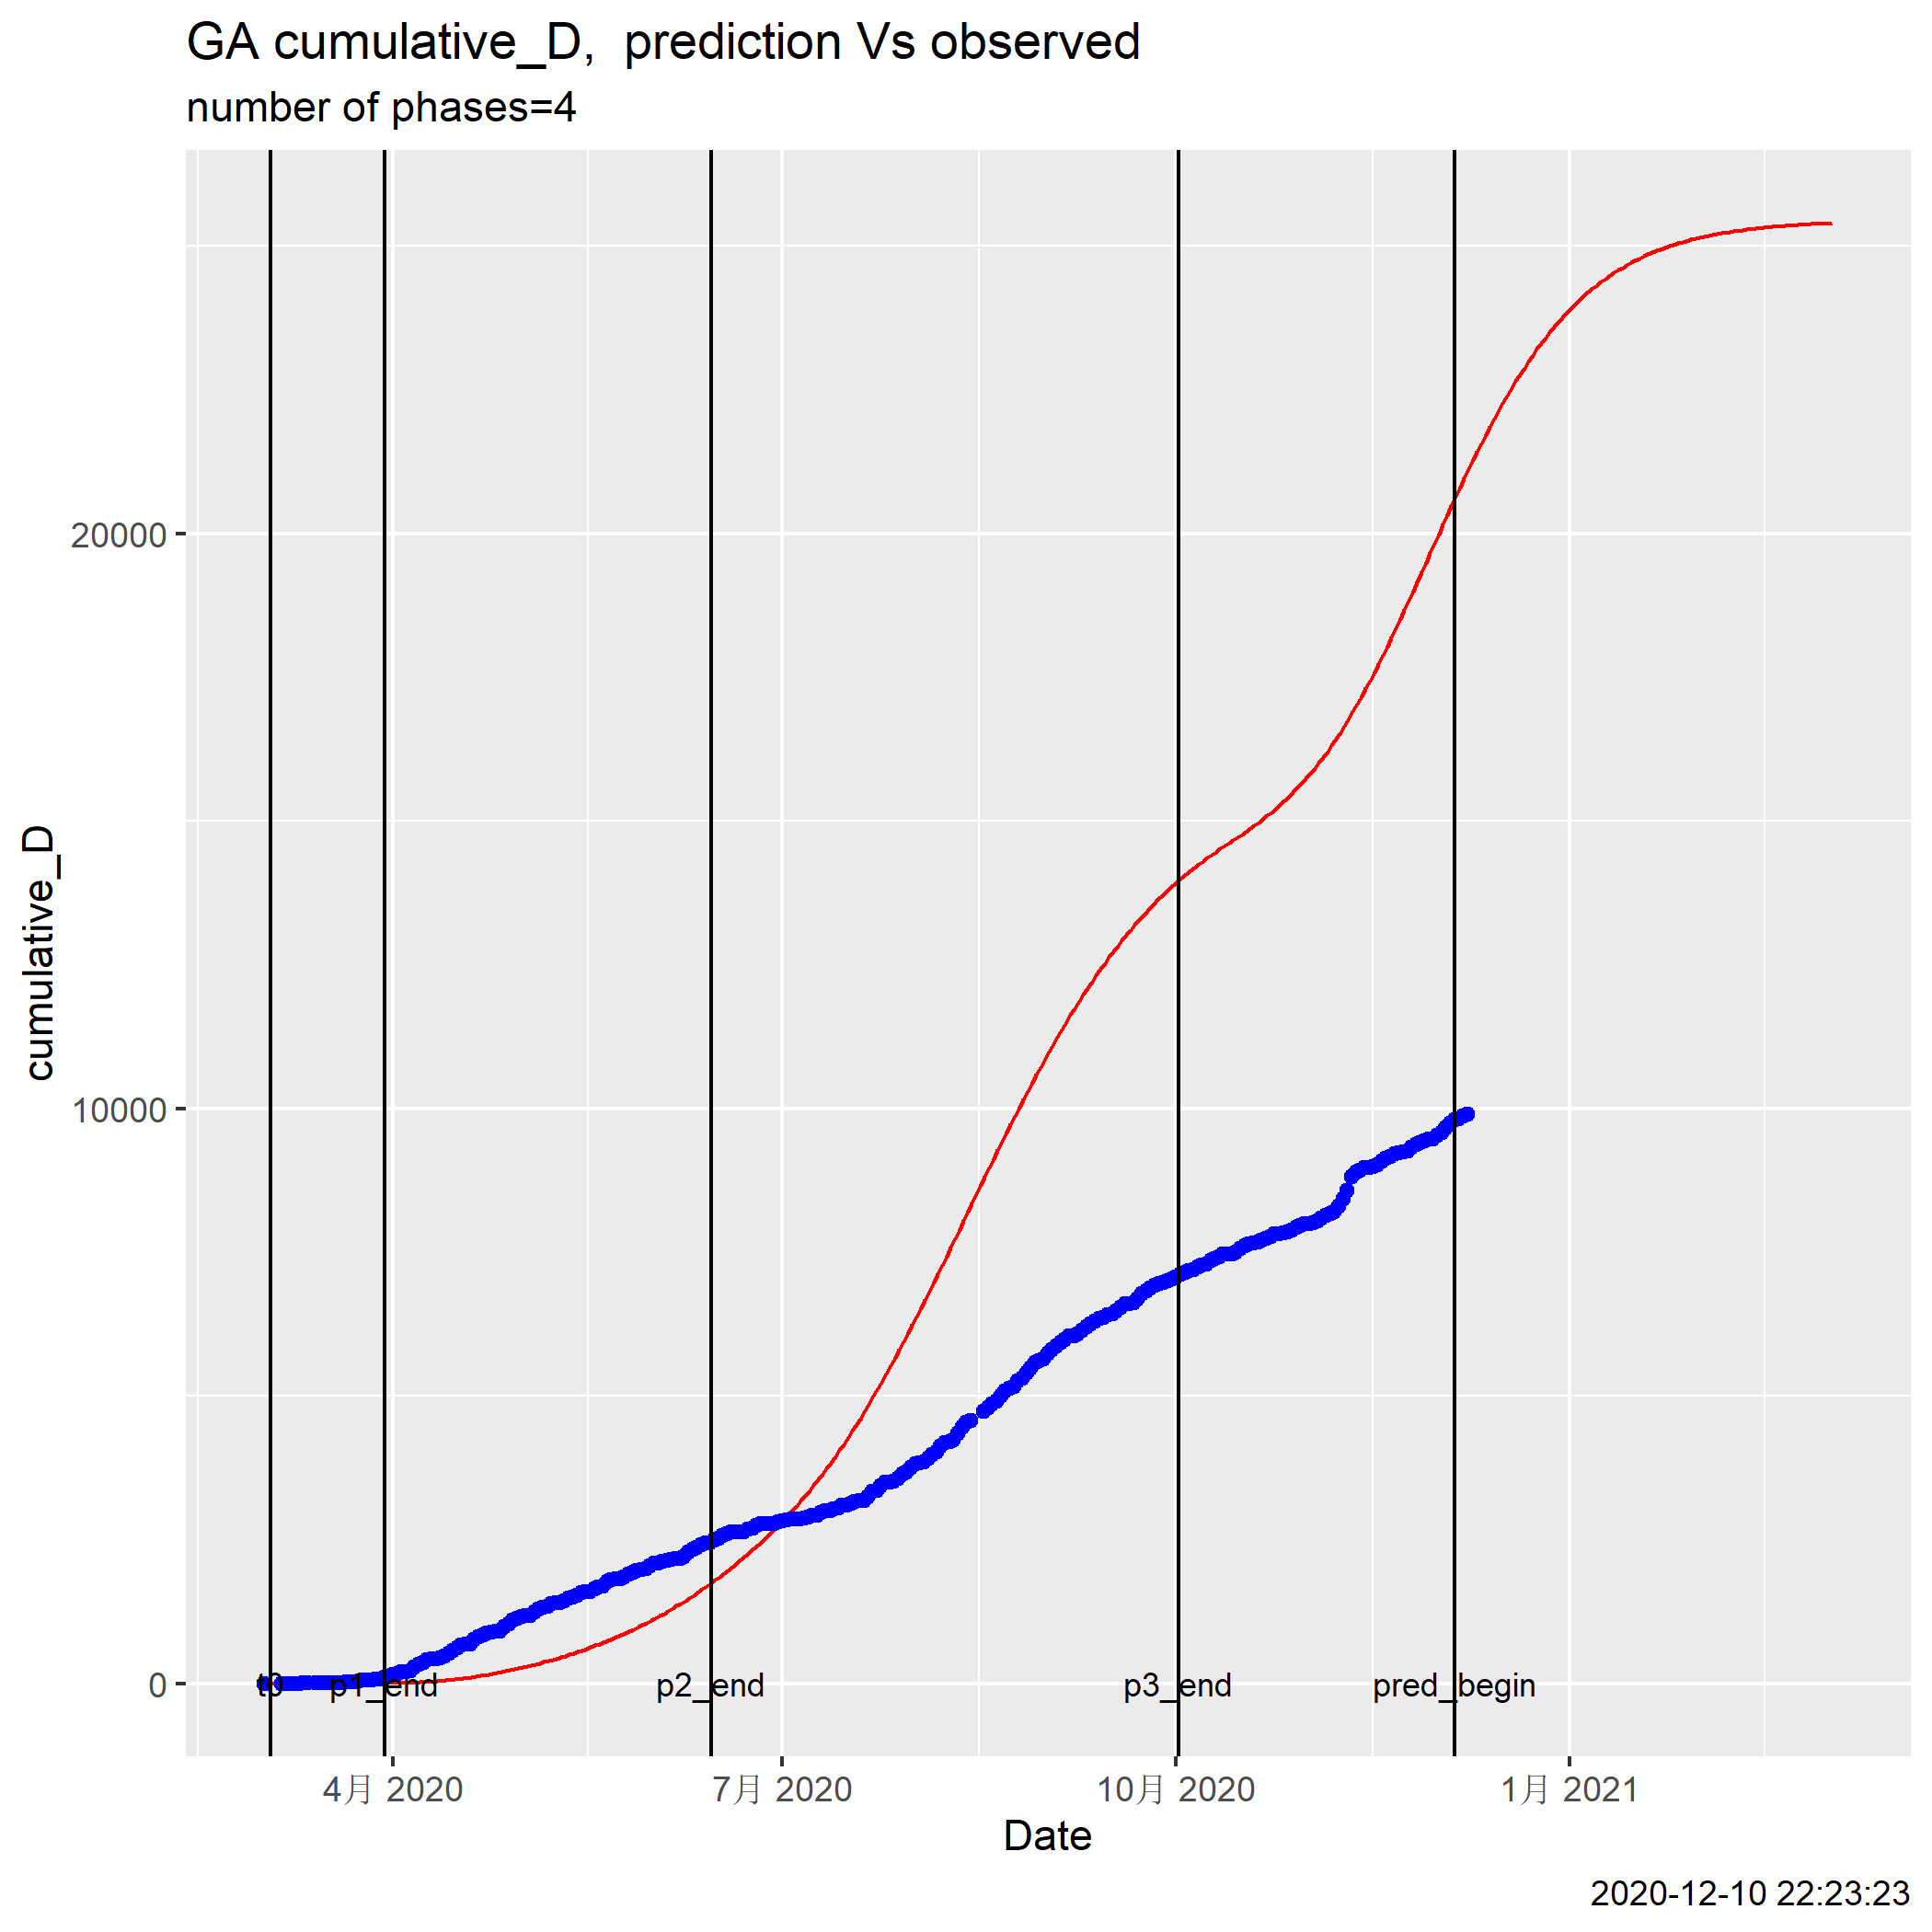 GA cumulative_D,  prediction Vs observed
number of phases=4
cumulative_D
20000
10000
0
t0 p1_end p2_end p3_end pred_begin
4月 2020 7月 2020 10月 2020 1月 2021
Date
2020-12-10 22:23:23